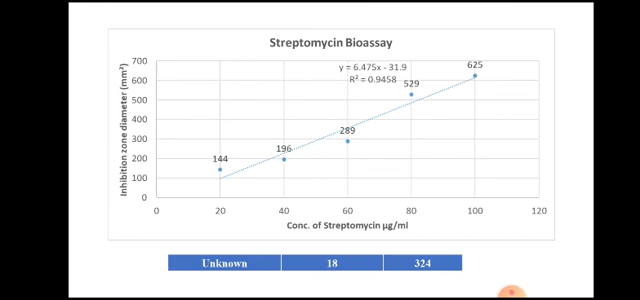 Streptomycin Bioassay
Inhibition zone diameter (mm²)
700
600
500
400
300
200
100
0
y = 6.475x - 31.9
R² = 0.9458
144
196
289
529
625
0 20 40 60 80 100 120
Conc. of Streptomycin µg/ml
Unknown 18 324